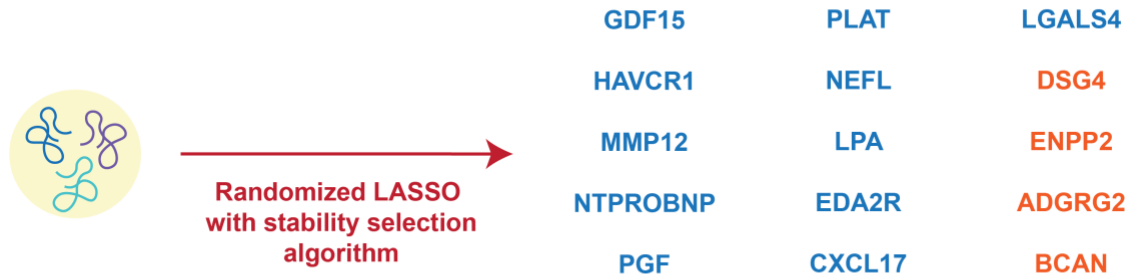 GDF15 PLAT LGALS4
HAVCR1 NEFL DSG4
MMP12 LPA ENPP2
Randomized LASSO
with stability selection
algorithm
NTPROBNP EDA2R ADGRG2
PGF CXCL17 BCAN